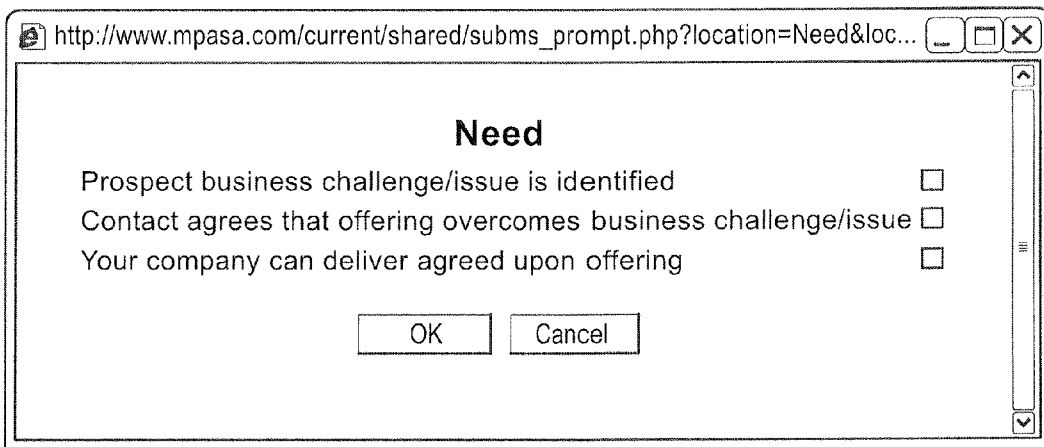 http://www.mpasa.com/current/shared/subms_prompt.php?location=Need&loc...
Need
Prospect business challenge/issue is identified
Contact agrees that offering overcomes business challenge/issue
Your company can deliver agreed upon offering
OK Cancel